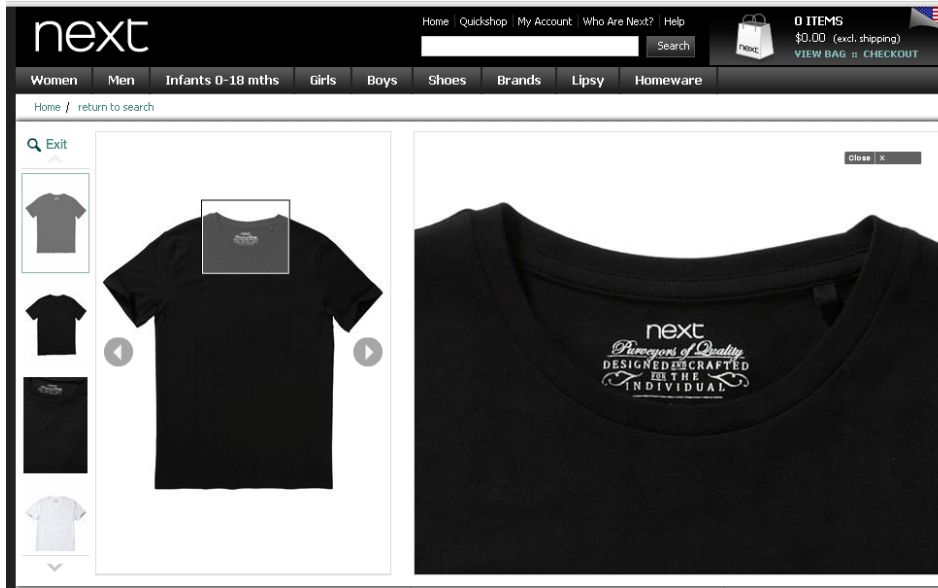 next
Home | Quickshop | My Account | Who Are Next? | Help
Search
next
0 ITEMS
$0.00 (excl. shipping)
VIEW BAG :: CHECKOUT
Women Men Infants 0-18 mths Girls Boys Shoes Brands Lipsy Homeware
Home / return to search
Exit
Close X
next
Purveyors of Quality
DESIGNED AND CRAFTED
FOR THE
INDIVIDUAL